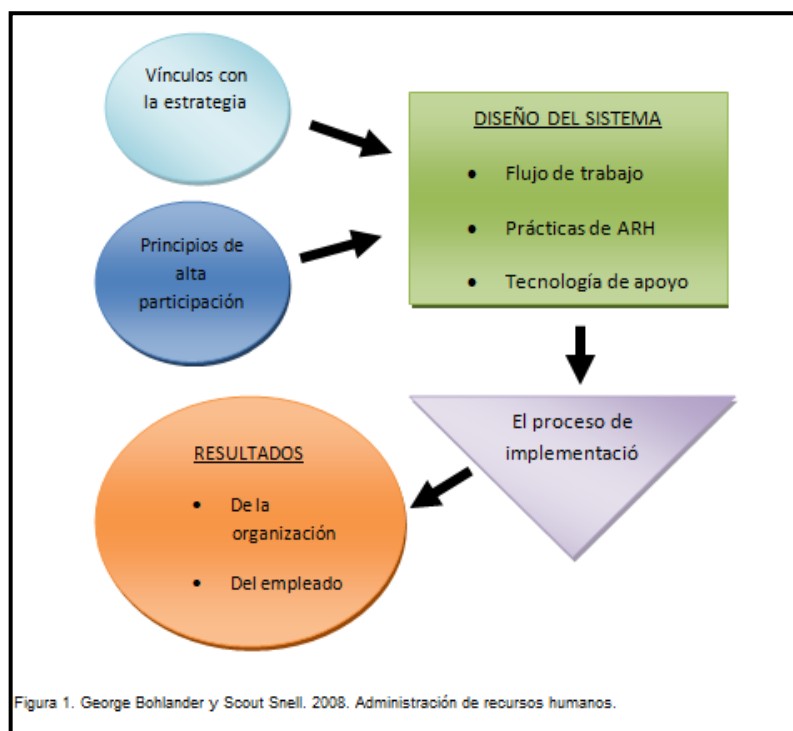 Vínculos con
la estrategia
DISEÑO DEL SISTEMA
• Flujo de trabajo
• Prácticas de ARH
• Tecnología de apoyo
Principios de
alta
participación
El proceso de
implementació
RESULTADOS
• De la
organización
• Del empleado
Figura 1. George Bohlander y Scout Snell. 2008. Administración de recursos humanos.